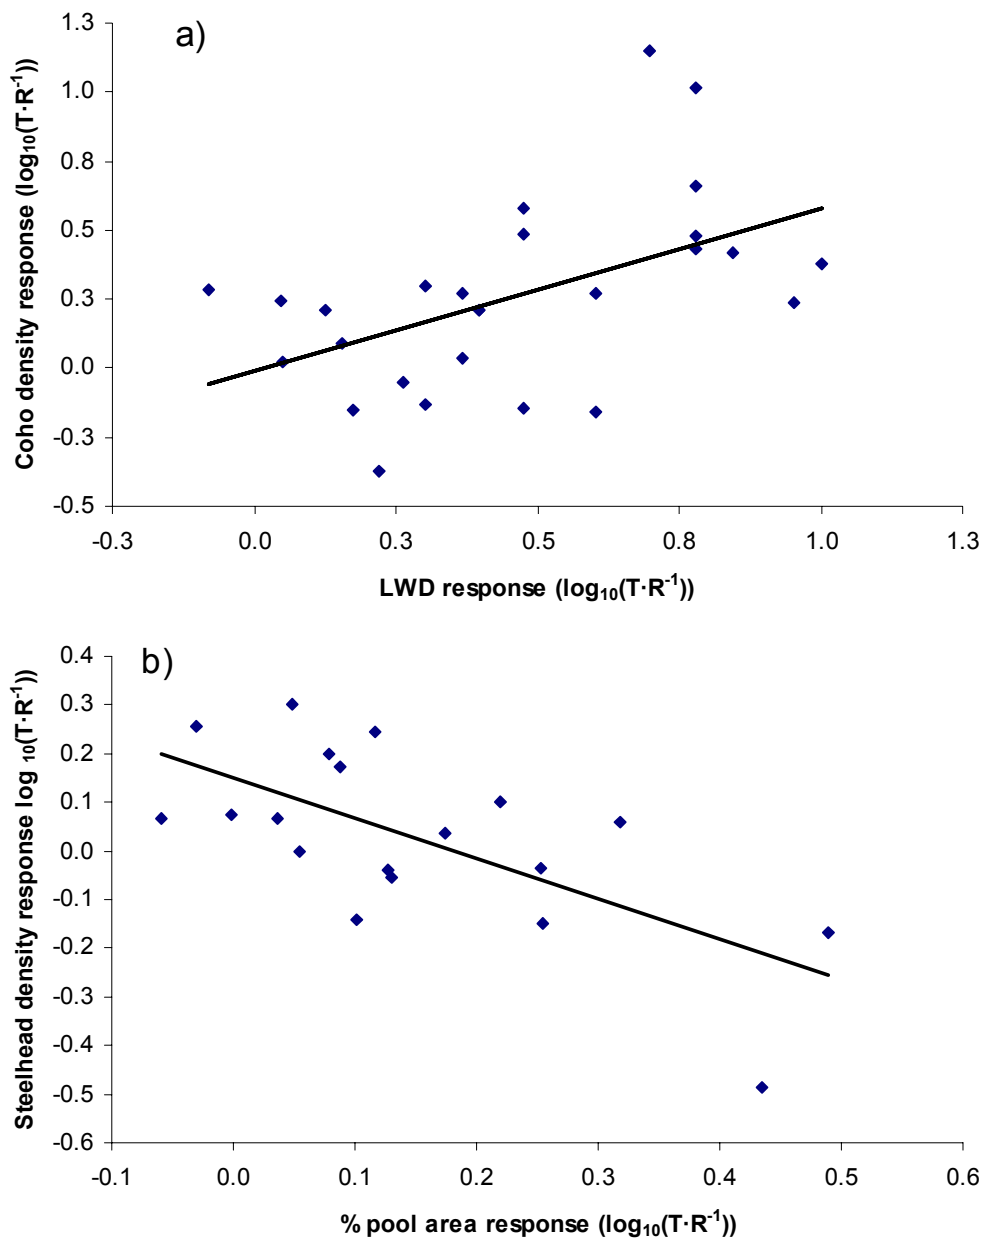 a)
Coho density response (log₁₀(T·R⁻¹))
1.3
1.0
0.8
0.5
0.3
0.0
-0.3
-0.5
-0.3 0.0 0.3 0.5 0.8 1.0 1.3
LWD response (log₁₀(T·R⁻¹))
b)
Steelhead density response log ₁₀(T·R⁻¹))
0.4
0.3
0.2
0.1
0.0
-0.1
-0.2
-0.3
-0.4
-0.5
-0.6
-0.1 0.0 0.1 0.2 0.3 0.4 0.5 0.6
% pool area response (log₁₀(T·R⁻¹))